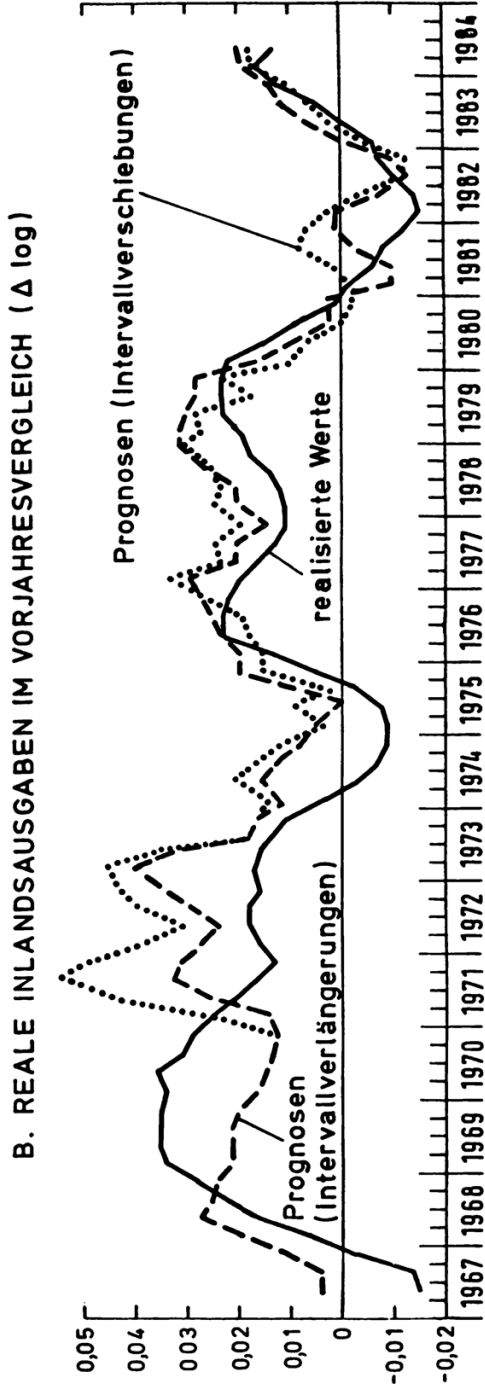 B. REALE INLANDSAUSGABEN IM VORJAHRESVERGLEICH (Δ log)
0,05
0,04
0,03
0,02
0,01
0
-0,01
-0,02
Prognosen (Intervallverschiebungen)
realisierte Werte
Prognosen
(Intervallverlängerungen)
1967 1968 1969 1970 1971 1972 1973 1974 1975 1976 1977 1978 1979 1980 1981 1982 1983 1984